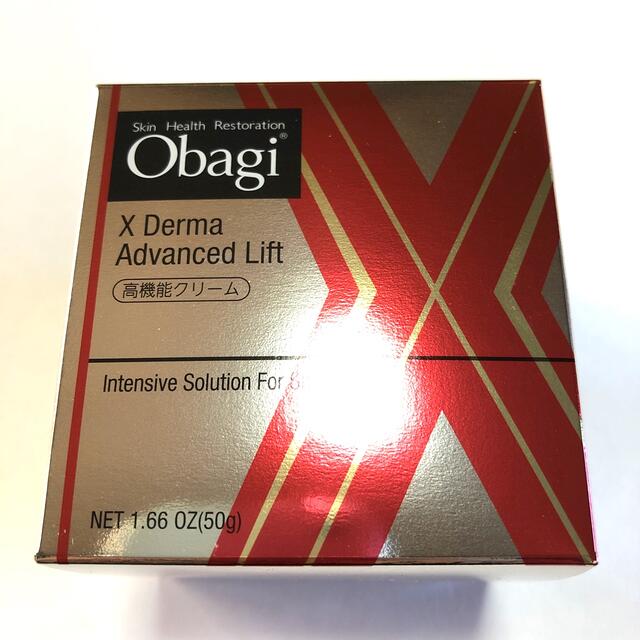 Skin Health Restoration
Obagi®
X Derma
Advanced Lift
高機能クリーム
Intensive Solution For
NET 1.66 OZ(50g)